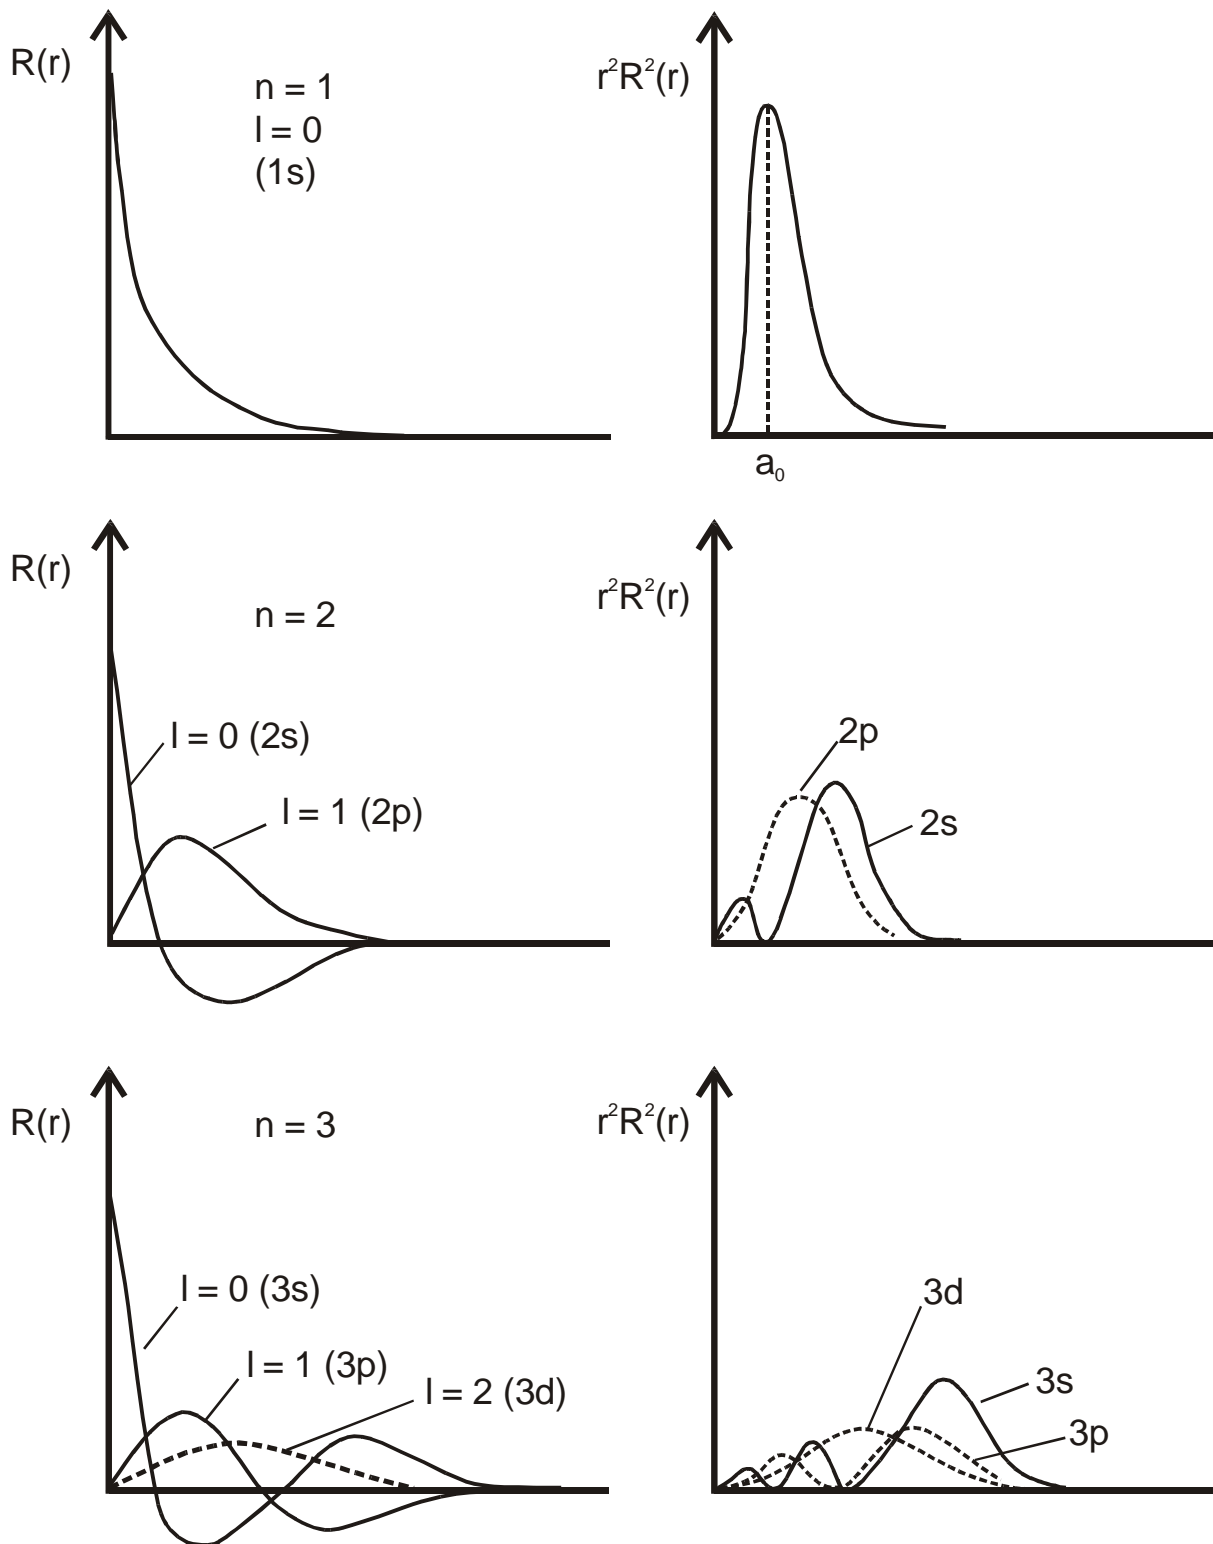 R(r)
n = 1
l = 0
(1s)
r²R²(r)
a₀
R(r)
n = 2
l = 0 (2s)
l = 1 (2p)
r²R²(r)
2p
2s
R(r)
n = 3
l = 0 (3s)
l = 1 (3p)
l = 2 (3d)
r²R²(r)
3d
3s
3p